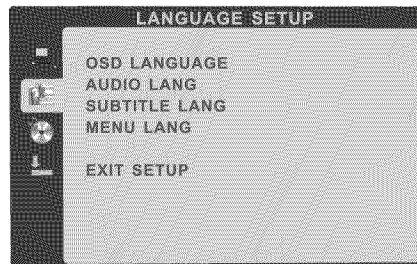 LANGUAGE SETUP
OSD LANGUAGE
AUDIO LANG
SUBTITLE LANG
MENU LANG
EXIT SETUP